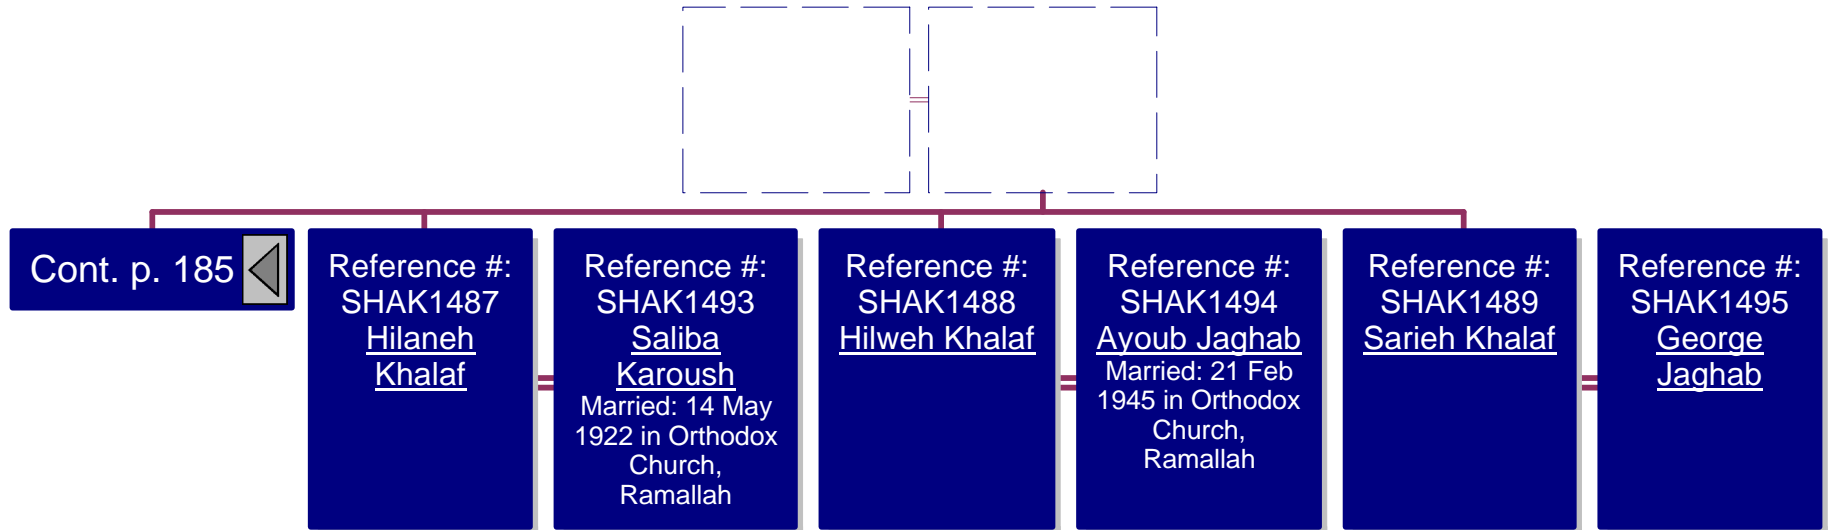 Cont. p. 185
Reference #:
SHAK1487
Hilaneh
Khalaf
Reference #:
SHAK1493
Saliba
Karoush
Married: 14 May
1922 in Orthodox
Church,
Ramallah
Reference #:
SHAK1488
Hilweh Khalaf
Reference #:
SHAK1494
Ayoub Jaghab
Married: 21 Feb
1945 in Orthodox
Church,
Ramallah
Reference #:
SHAK1489
Sarieh Khalaf
Reference #:
SHAK1495
George
Jaghab